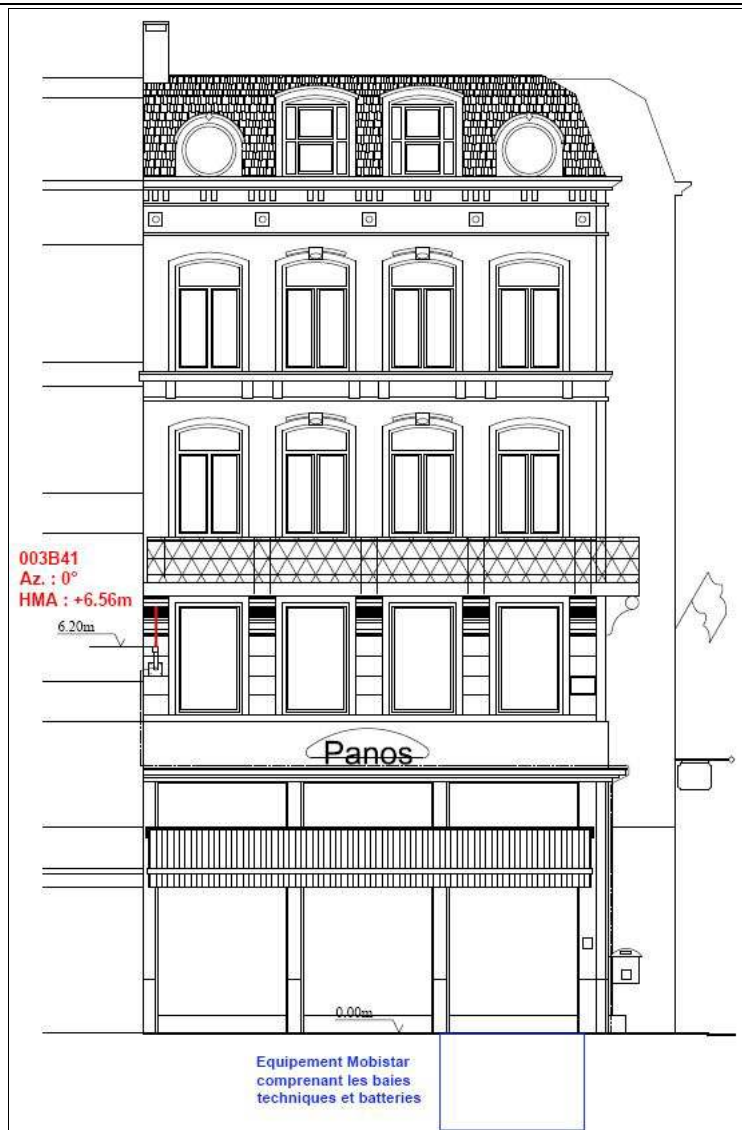 003B41
Az. : 0°
HMA : +6.56m
6.20m
Panos
0.00m
Equipement Mobistar
comprenant les baies
techniques et batteries